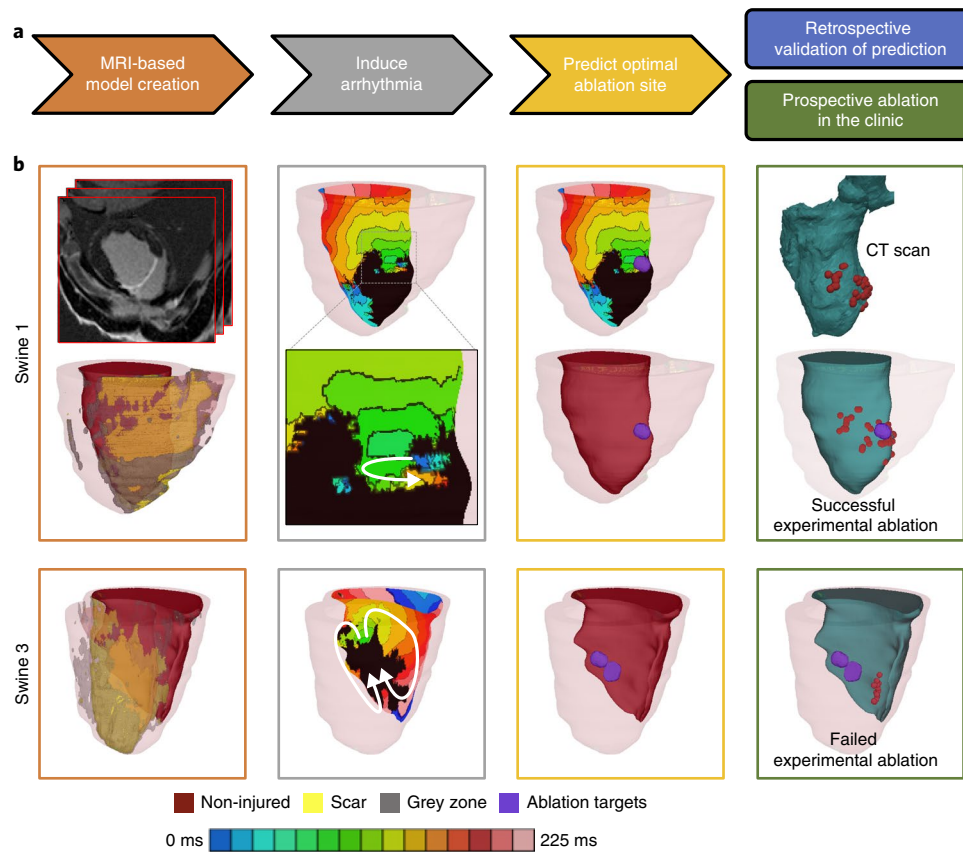 a
MRI-based
model creation
Induce
arrhythmia
Predict optimal
ablation site
Retrospective
validation of prediction
Prospective ablation
in the clinic
b
Swine 1
CT scan
Successful
experimental ablation
Swine 3
Failed
experimental ablation
Non-injured
Scar
Grey zone
Ablation targets
0 ms
225 ms